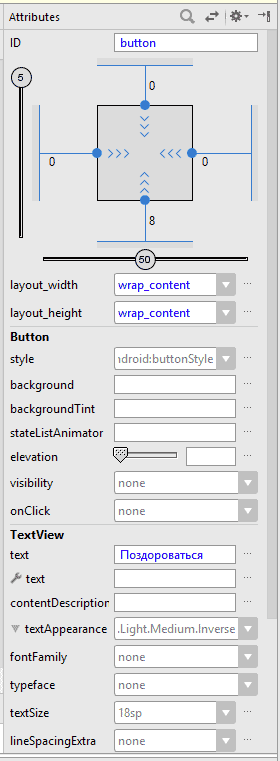 Attributes
ID button
5
0
0 0
8
50
layout_width wrap_content ...
layout_height wrap_content ...
Button
style ndroid:buttonStyle ...
background ...
backgroundTint ...
stateListAnimator ...
elevation ...
visibility none ...
onClick none ...
TextView
text Поздороваться ...
text ...
contentDescription ...
textAppearance .Light.Medium.Inverse ...
fontFamily none ...
typeface none ...
textSize 18sp ...
lineSpacingExtra none ...